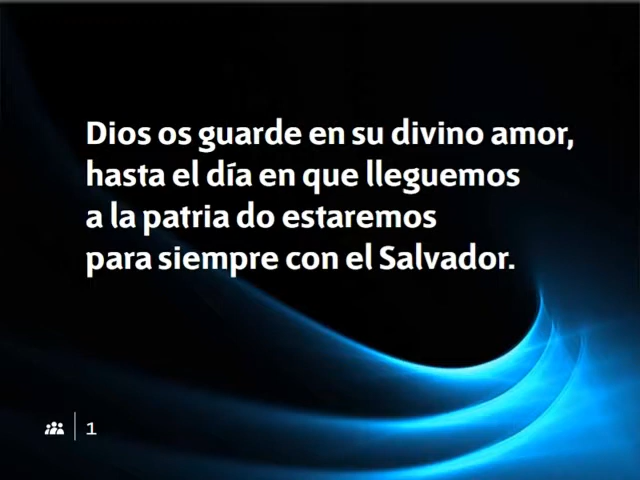 Dios os guarde en su divino amor,
hasta el día en que lleguemos
a la patria do estaremos
para siempre con el Salvador.
1